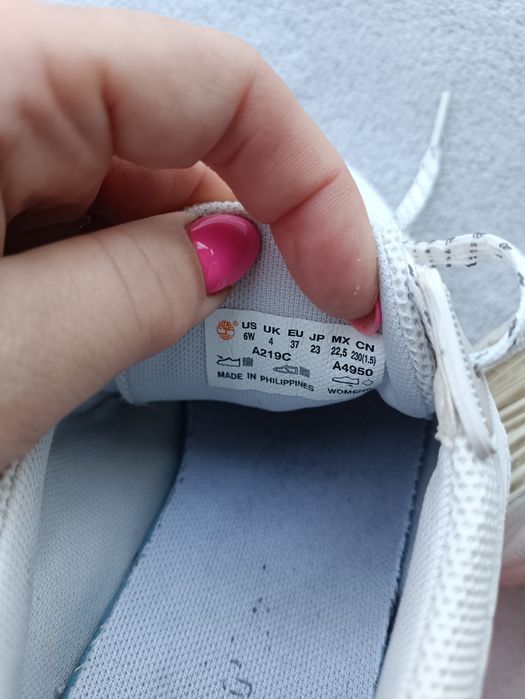 US UK EU JP MX CN
6W 4 37 23 22,5 230(1.5)
A219C A4950
MADE IN PHILIPPINES